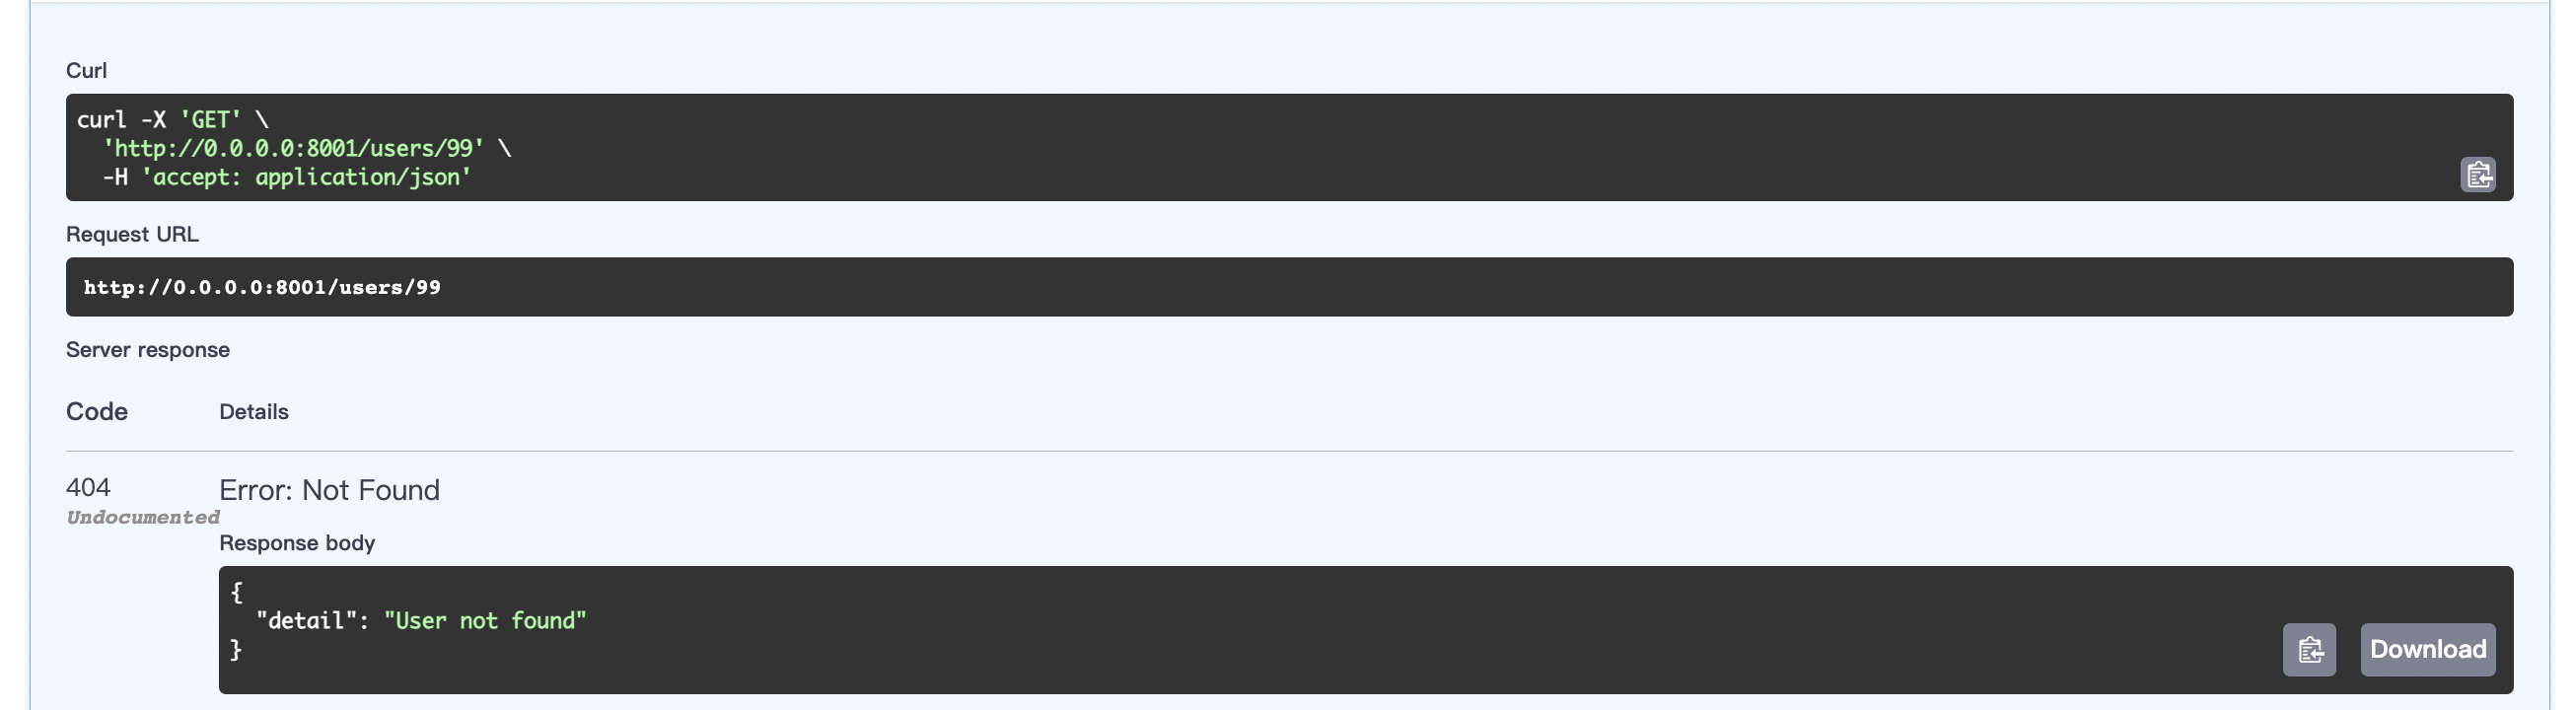 Curl
curl -X 'GET' \
  'http://0.0.0.0:8001/users/99' \
  -H 'accept: application/json'
Request URL
http://0.0.0.0:8001/users/99
Server response
Code Details
404 Error: Not Found
Undocumented
Response body
{
  "detail": "User not found"
}
Download